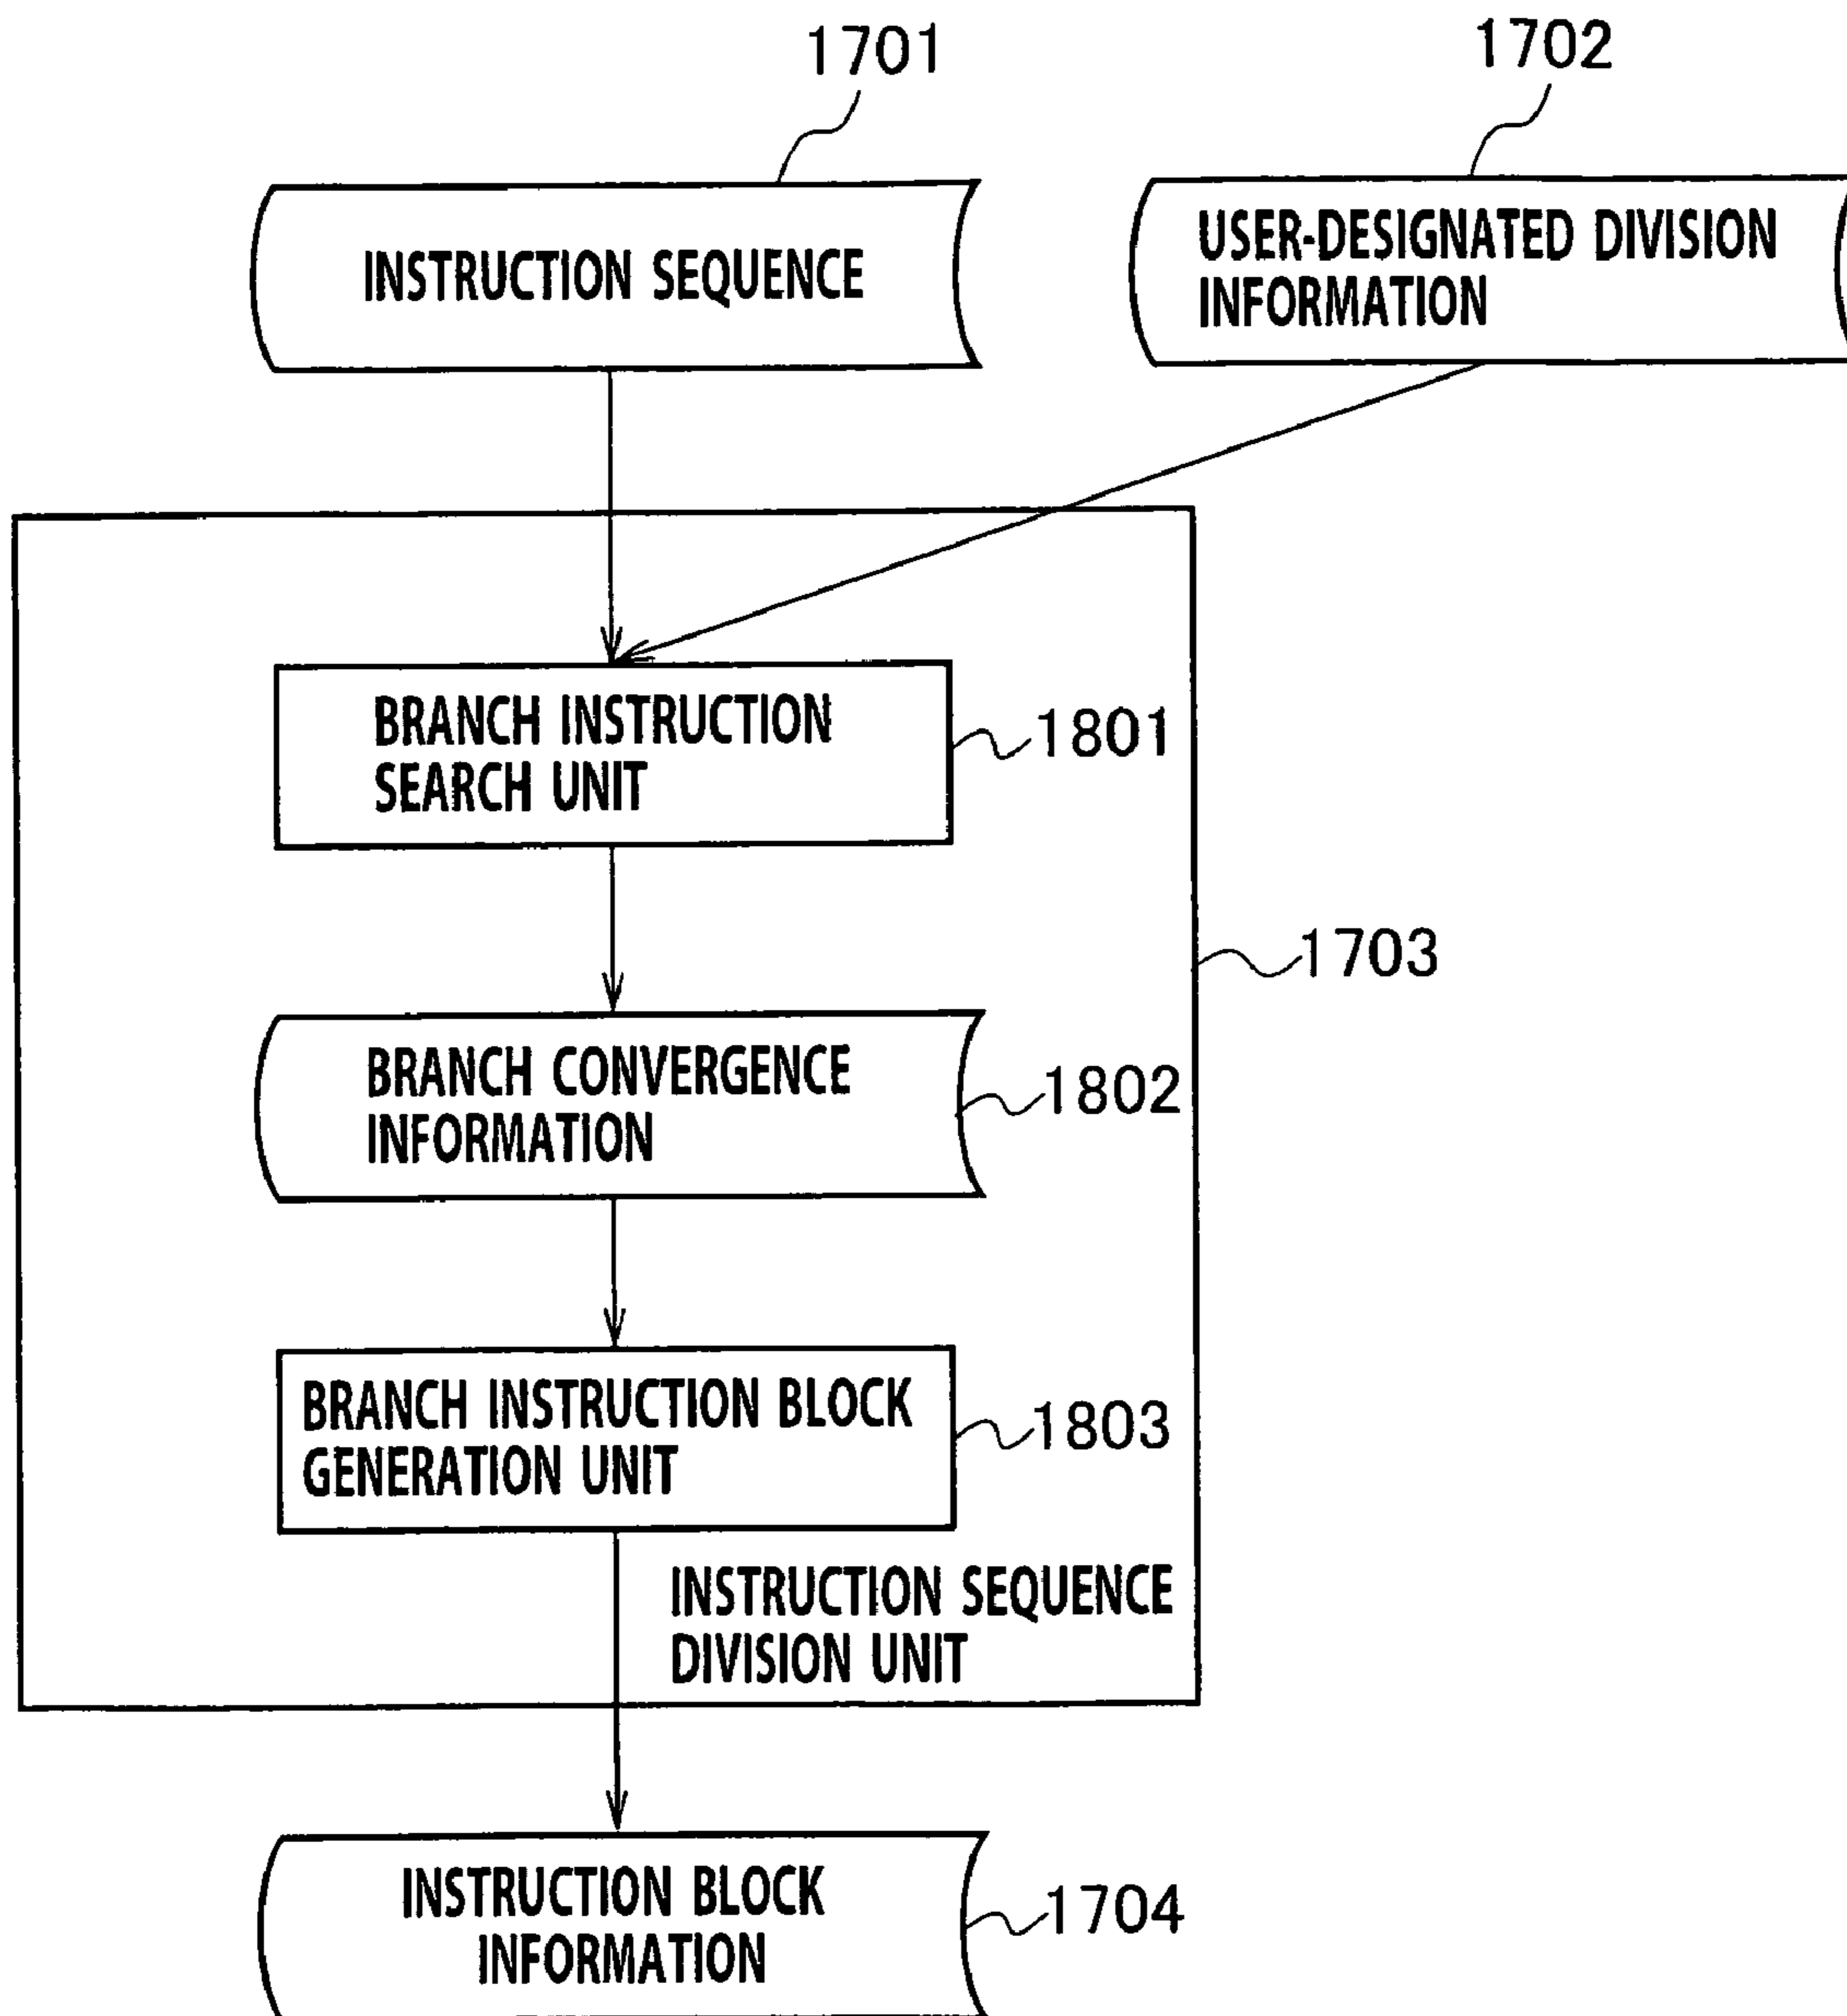 1701
1702
INSTRUCTION SEQUENCE
USER-DESIGNATED DIVISION
INFORMATION
BRANCH INSTRUCTION
SEARCH UNIT
1801
1703
BRANCH CONVERGENCE
INFORMATION
1802
BRANCH INSTRUCTION BLOCK
GENERATION UNIT
1803
INSTRUCTION SEQUENCE
DIVISION UNIT
INSTRUCTION BLOCK
INFORMATION
1704